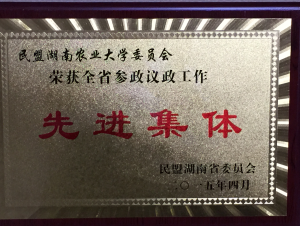 民盟湖南农业大学委员会
荣获全省参政议政工作
先进集体
民盟湖南省委员会
二〇一五年四月